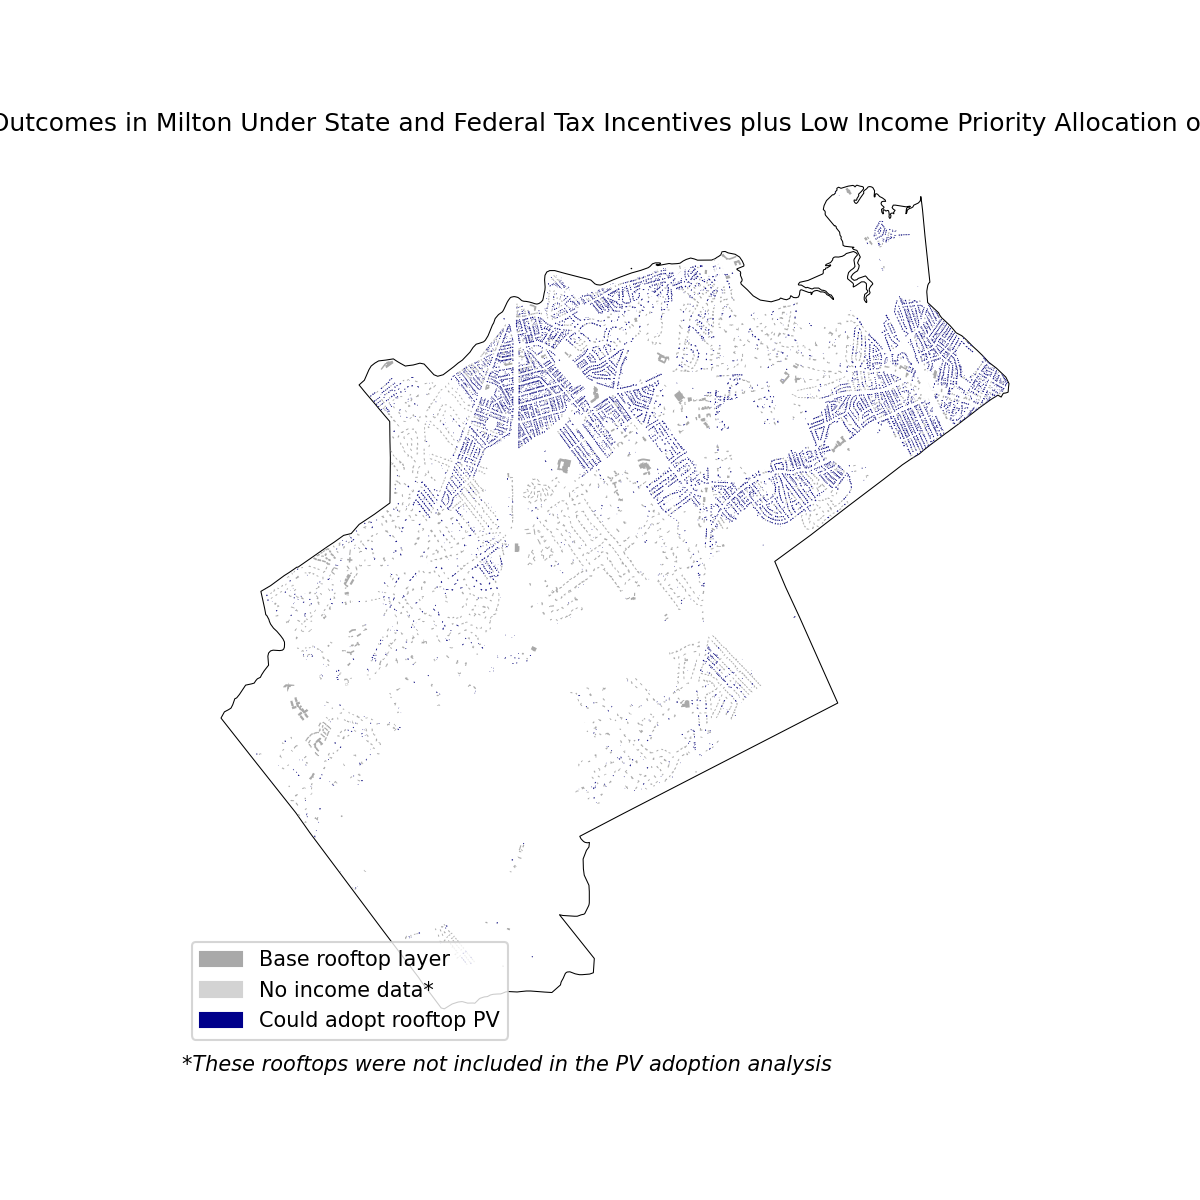 Outcomes in Milton Under State and Federal Tax Incentives plus Low Income Priority Allocation
Base rooftop layer
No income data*
Could adopt rooftop PV
*These rooftops were not included in the PV adoption analysis